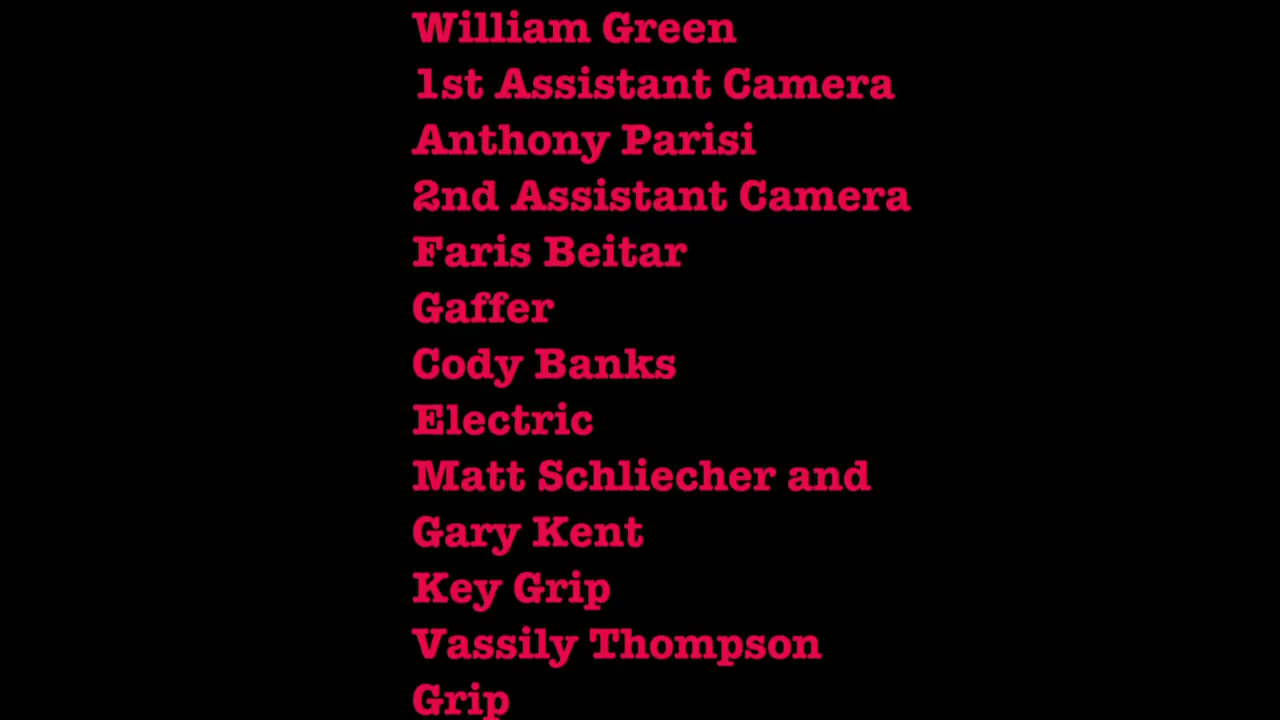 William Green
1st Assistant Camera
Anthony Parisi
2nd Assistant Camera
Faris Beitar
Gaffer
Cody Banks
Electric
Matt Schliecher and
Gary Kent
Key Grip
Vassily Thompson
Grip